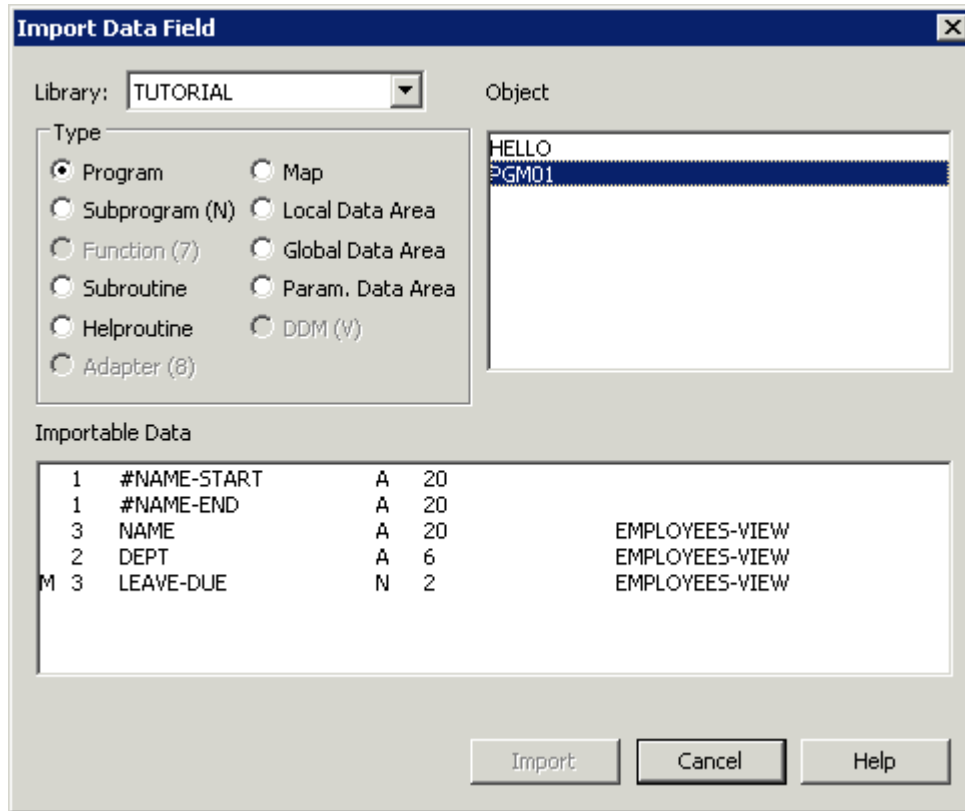 Import Data Field
Library: TUTORIAL
Object
Type
Program Map
Subprogram (N) Local Data Area
Function (7) Global Data Area
Subroutine Param. Data Area
Helproutine DDM (V)
Adapter (8)
HELLO
PGM01
Importable Data
1 #NAME-START A 20
1 #NAME-END A 20
3 NAME A 20 EMPLOYEES-VIEW
2 DEPT A 6 EMPLOYEES-VIEW
M 3 LEAVE-DUE N 2 EMPLOYEES-VIEW
Import Cancel Help